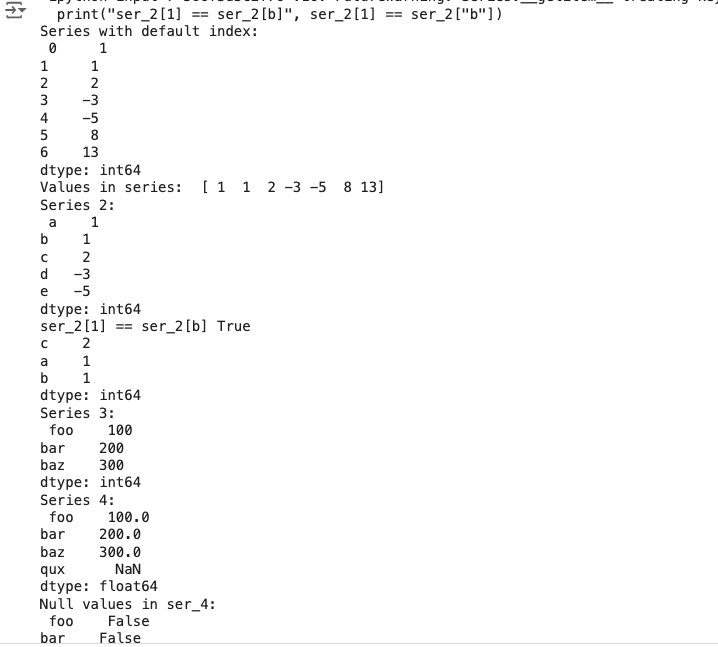 print("ser_2[1] == ser_2[b]", ser_2[1] == ser_2["b"])
Series with default index:
 0     1
1     1
2     2
3    -3
4    -5
5     8
6    13
dtype: int64
Values in series:  [ 1  1  2 -3 -5  8 13]
Series 2:
 a    1
b    1
c    2
d   -3
e   -5
dtype: int64
ser_2[1] == ser_2[b] True
c    2
a    1
b    1
dtype: int64
Series 3:
 foo    100
bar    200
baz    300
dtype: int64
Series 4:
 foo    100.0
bar    200.0
baz    300.0
qux      NaN
dtype: float64
Null values in ser_4:
 foo    False
bar    False